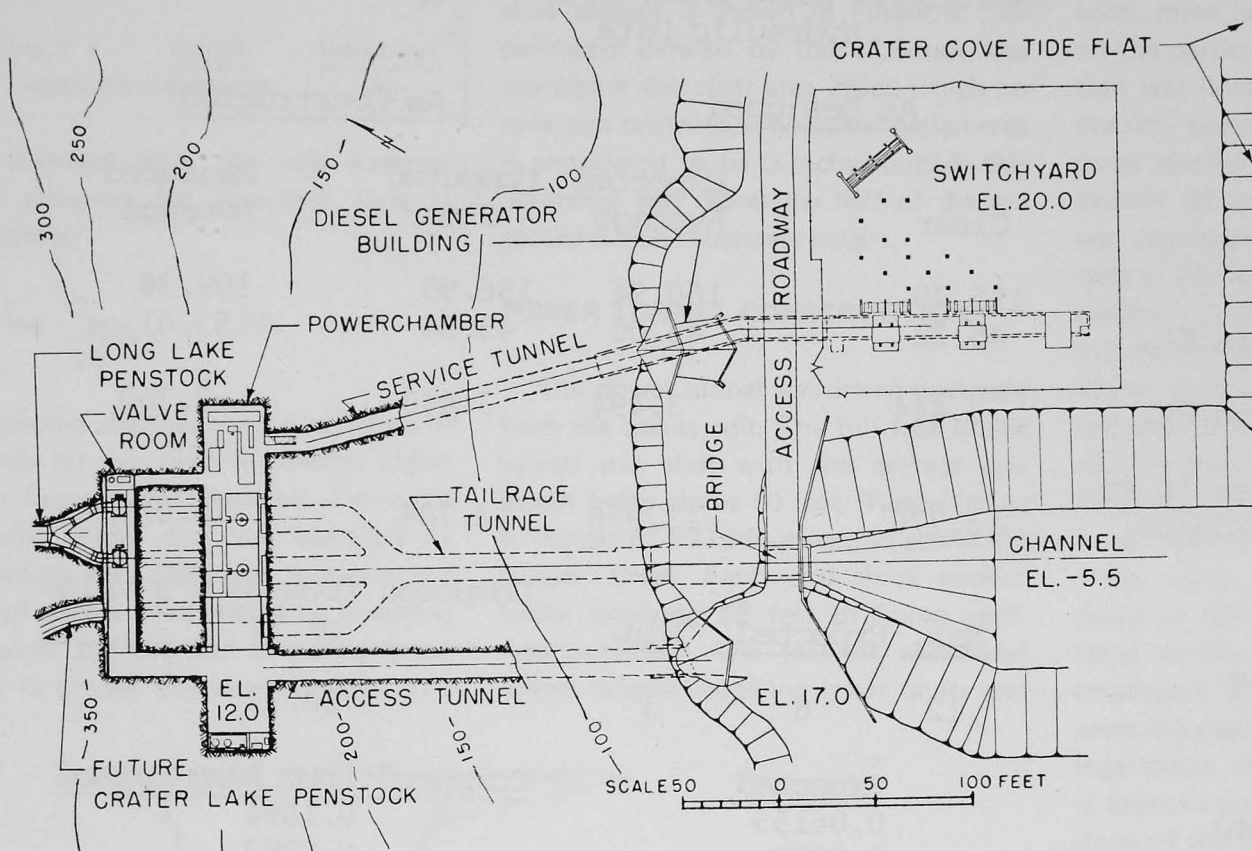 CRATER COVE TIDE FLAT
300
250
200
150
100
DIESEL GENERATOR
BUILDING
SWITCHYARD
EL. 20.0
ACCESS ROADWAY
POWERCHAMBER
LONG LAKE
PENSTOCK
SERVICE TUNNEL
VALVE
ROOM
BRIDGE
TAILRACE
TUNNEL
CHANNEL
EL. -5.5
EL.
12.0
ACCESS TUNNEL
EL. 17.0
350
200
150
100
FUTURE
CRATER LAKE PENSTOCK
SCALE 50 0 50 100 FEET